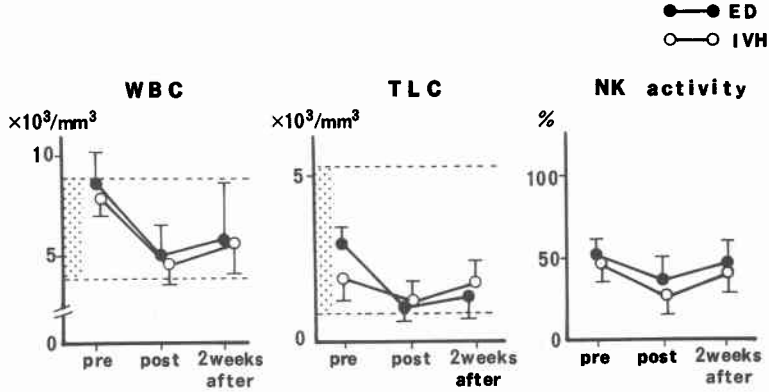 ED
IVH
WBC
×10³/mm³
10
5
0
pre post 2weeks
after
TLC
×10³/mm³
5
0
pre post 2weeks
after
NK activity
%
100
50
0
pre post 2weeks
after